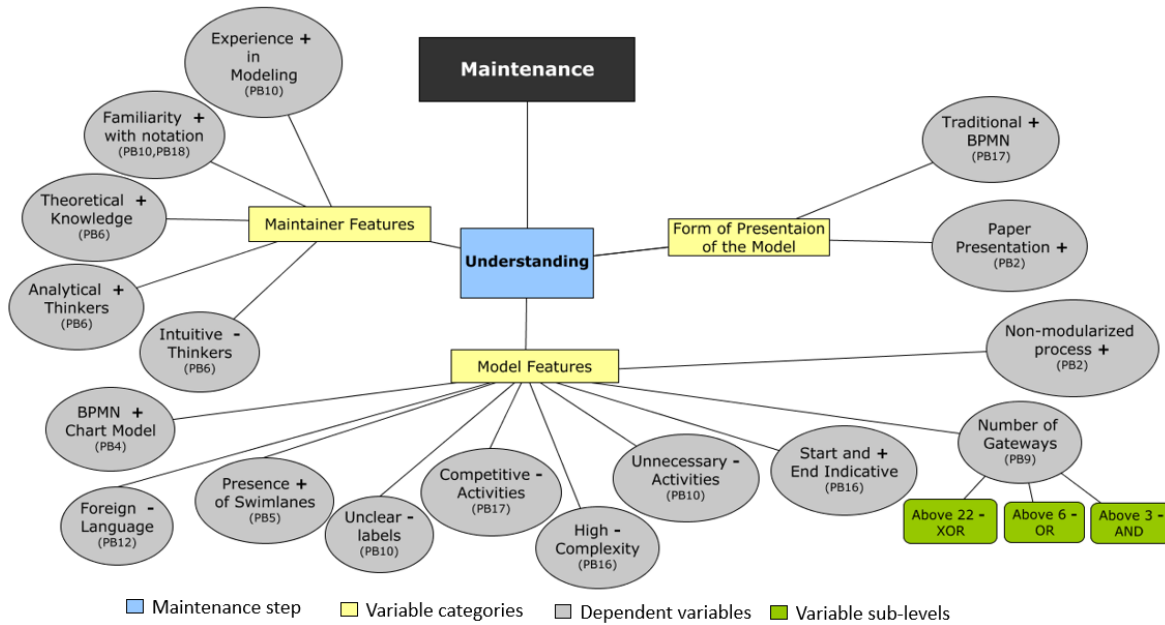 Maintenance
Experience +
in
Modeling
(PB10)
Familiarity +
with notation
(PB10,PB18)
Theoretical +
Knowledge
(PB6)
Analytical +
Thinkers
(PB6)
Intuitive -
Thinkers
(PB6)
Maintainer Features
Understanding
Form of Presentaion
of the Model
Traditional +
BPMN
(PB17)
Paper
Presentation +
(PB2)
Model Features
Non-modularized
process +
(PB2)
BPMN +
Chart Model
(PB4)
Foreign -
Language
(PB12)
Presence +
of Swimlanes
(PB5)
Unclear -
labels
(PB10)
Competitive -
Activities
(PB17)
High -
Complexity
(PB16)
Unnecessary -
Activities
(PB10)
Start and +
End Indicative
(PB16)
Number of
Gateways
(PB9)
Above 22 -
XOR
Above 6 -
OR
Above 3 -
AND
Maintenance step
Variable categories
Dependent variables
Variable sub-levels